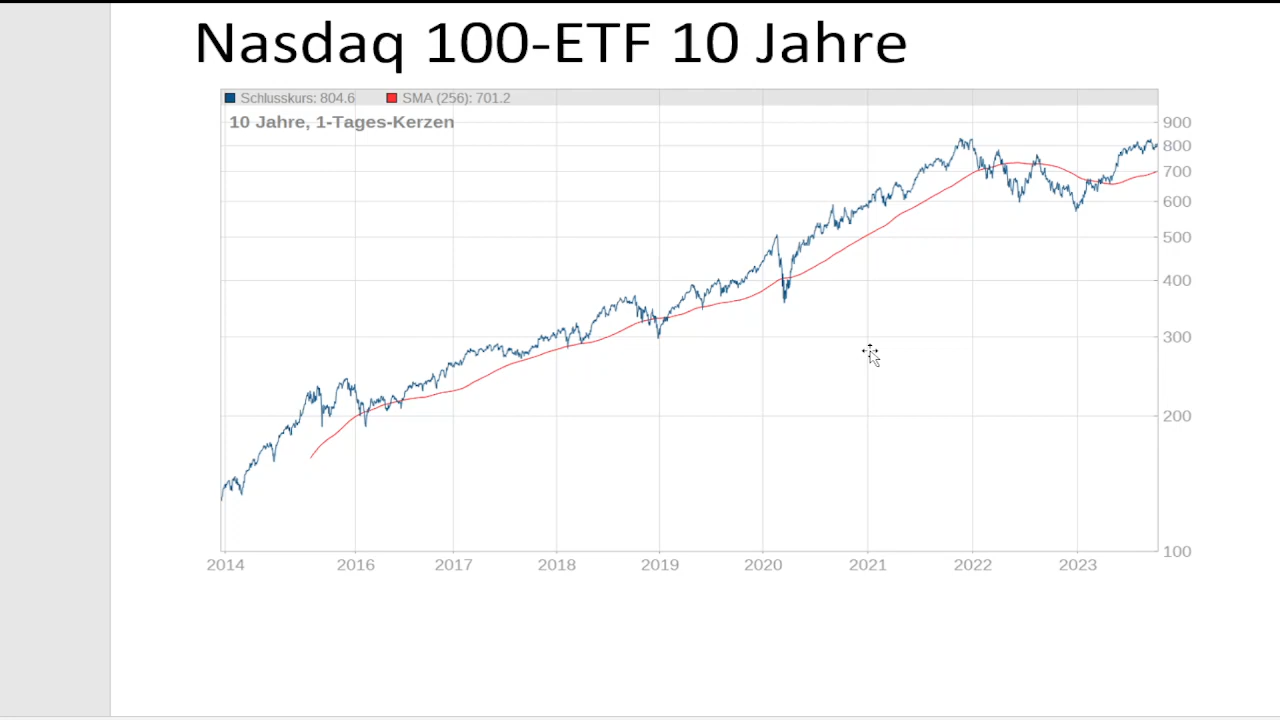 Nasdaq 100-ETF 10 Jahre
Schlusskurs: 804.6 SMA (256): 701.2
10 Jahre, 1-Tages-Kerzen
900
800
700
600
500
400
300
200
100
2014 2016 2017 2018 2019 2020 2021 2022 2023